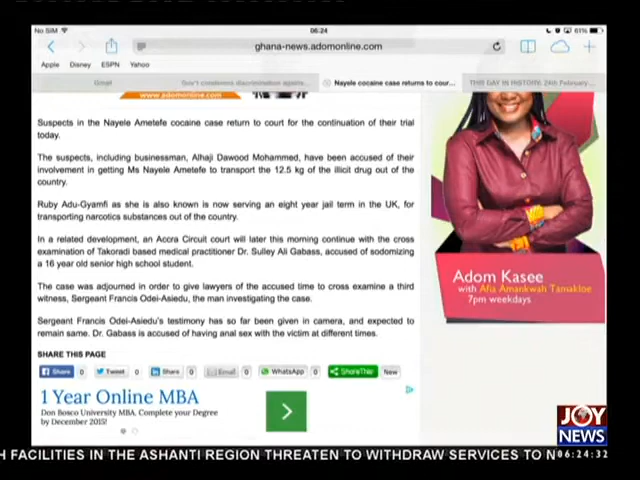 No SIM
06:24
61%
ghana-news.adomonline.com
Apple Disney ESPN Yahoo
Gmail
Gov't condemns discrimination against...
Nayele cocaine case returns to cour...
THIS DAY IN HISTORY: 24th February...
www.adomonline.com
Suspects in the Nayele Ametefe cocaine case return to court for the continuation of their trial
today.
The suspects, including businessman, Alhaji Dawood Mohammed, have been accused of their
involvement in getting Ms Nayele Ametefe to transport the 12.5 kg of the illicit drug out of the
country.
Ruby Adu-Gyamfi as she is also known is now serving an eight year jail term in the UK, for
transporting narcotics substances out of the country.
In a related development, an Accra Circuit court will later this morning continue with the cross
examination of Takoradi based medical practitioner Dr. Sulley Ali Gabass, accused of sodomizing
a 16 year old senior high school student.
The case was adjourned in order to give lawyers of the accused time to cross examine a third
witness, Sergeant Francis Odei-Asiedu, the man investigating the case.
Sergeant Francis Odei-Asiedu's testimony has so far been given in camera, and expected to
remain same. Dr. Gabass is accused of having anal sex with the victim at different times.
SHARE THIS PAGE
Share 0 Tweet 0 Share 0 Email 0 WhatsApp 0 ShareThis New
1 Year Online MBA
Don Bosco University MBA. Complete your Degree
by December 2015!
Adom Kasee
with Afia Amankwah Tamakloe
7pm weekdays
JOY
NEWS
06:24:32
H FACILITIES IN THE ASHANTI REGION THREATEN TO WITHDRAW SERVICES TO N